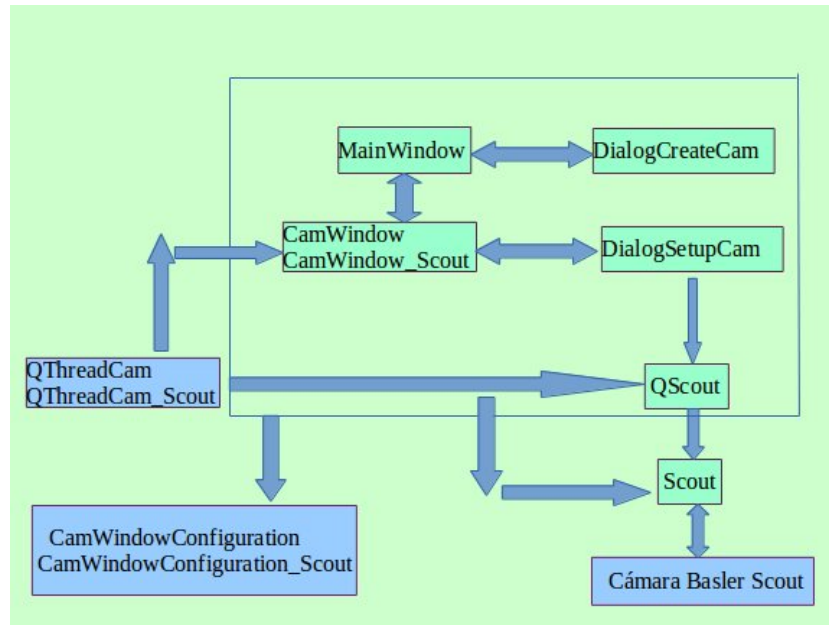 MainWindow
DialogCreateCam
CamWindow
CamWindow_Scout
DialogSetupCam
QThreadCam
QThreadCam_Scout
QScout
Scout
CamWindowConfiguration
CamWindowConfiguration_Scout
Cámara Basler Scout